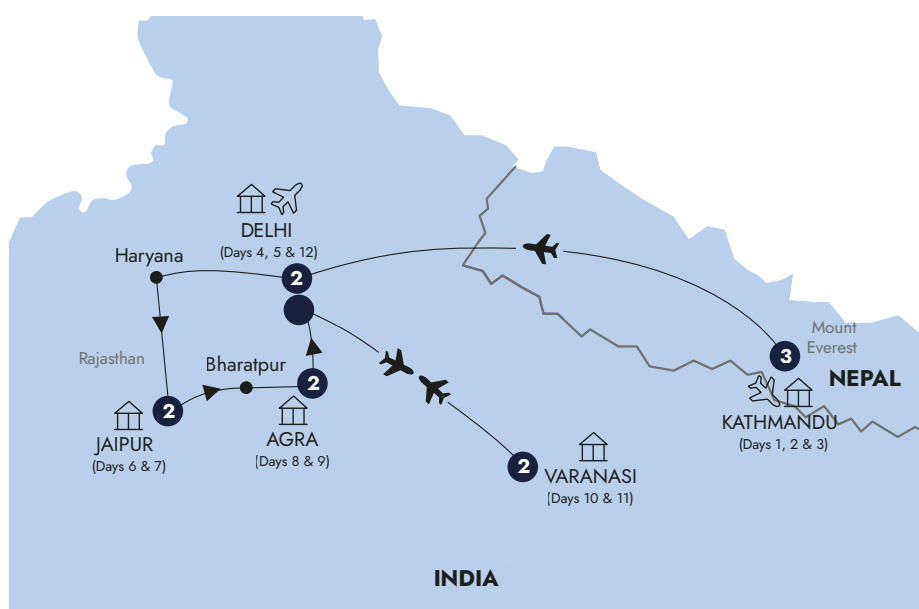 DELHI
(Days 4, 5 & 12)
2
Haryana
Mount
Everest
3
NEPAL
Rajasthan
Bharatpur
2
2
JAIPUR
(Days 6 & 7)
AGRA
(Days 8 & 9)
KATHMANDU
(Days 1, 2 & 3)
2
VARANASI
(Days 10 & 11)
INDIA